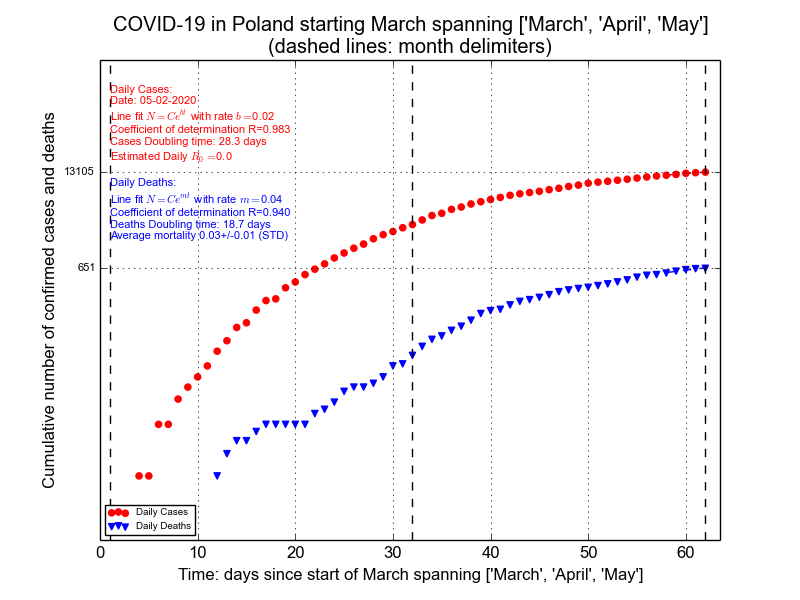 COVID-19 in Poland starting March spanning ['March', 'April', 'May']
(dashed lines: month delimiters)
Daily Cases:
Date: 05-02-2020
Line fit N = Ce^{bt} with rate b =0.02
Coefficient of determination R=0.983
Cases Doubling time: 28.3 days
Estimated Daily R_0 =0.0
Daily Deaths:
Line fit N = Ce^{mt} with rate m =0.04
Coefficient of determination R=0.940
Deaths Doubling time: 18.7 days
Average mortality 0.03+/-0.01 (STD)
Cumulative number of confirmed cases and deaths
13105
651
Daily Cases
Daily Deaths
0 10 20 30 40 50 60
Time: days since start of March spanning ['March', 'April', 'May']